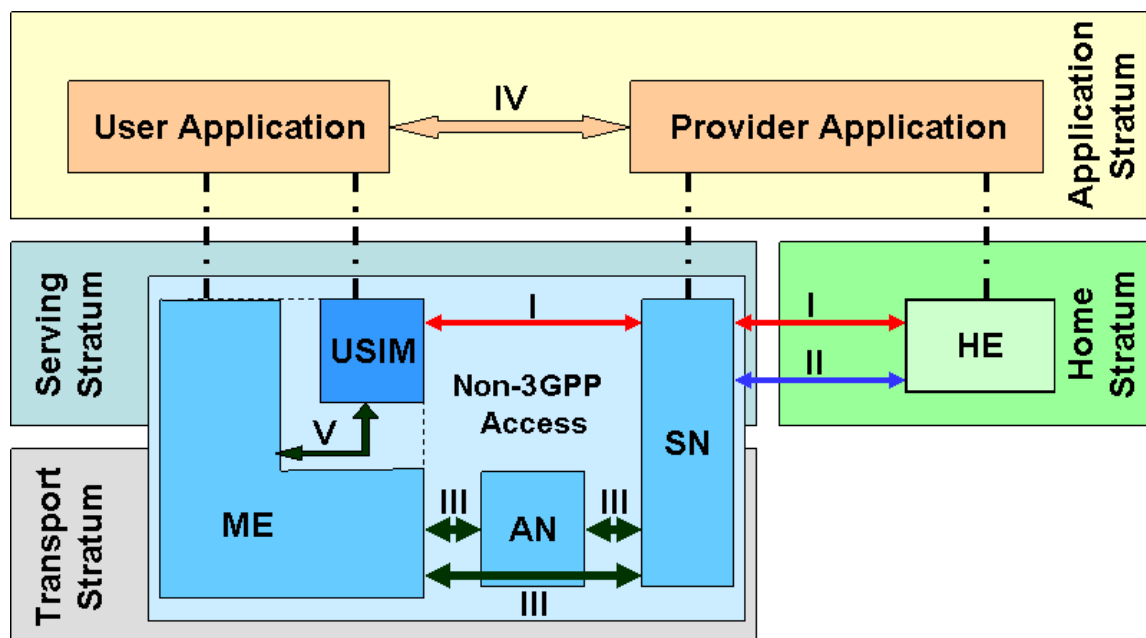 Application
Stratum
IV
User Application
Provider Application
Serving
Stratum
USIM
I
I
II
HE
Home
Stratum
Non-3GPP
Access
V
SN
Transport
Stratum
ME
III
AN
III
III